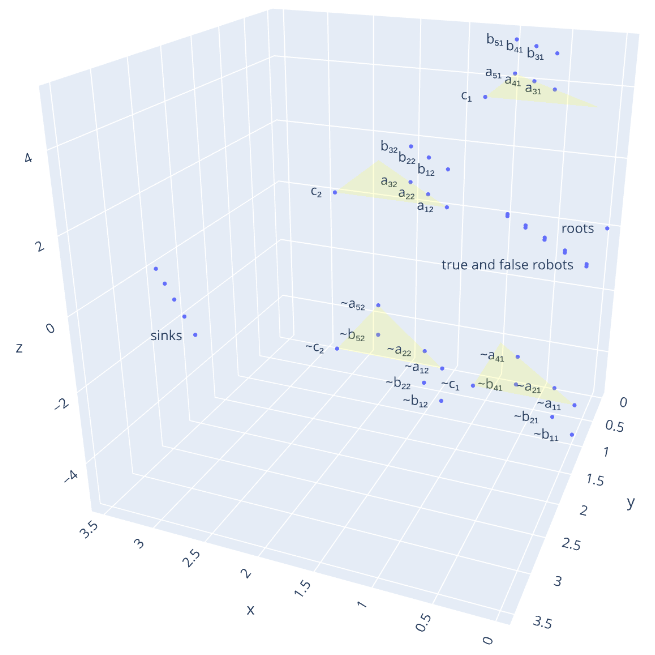 b₅₁ b₄₁ b₃₁
a₅₁ a₄₁ a₃₁
c₁
b₃₂ b₂₂ b₁₂
a₃₂ a₂₂ a₁₂
c₂
roots
true and false robots
sinks
~a₅₂
~b₅₂ ~a₂₂
~c₂ ~a₁₂
~b₂₂
~b₁₂
~a₄₁
~c₁ ~b₄₁ ~a₂₁
~a₁₁
~b₂₁
~b₁₁
4
2
0
−2
−4
z
3.5
3
2.5
2
1.5
1
0.5
0
x
0
0.5
1
1.5
2
2.5
3
3.5
y